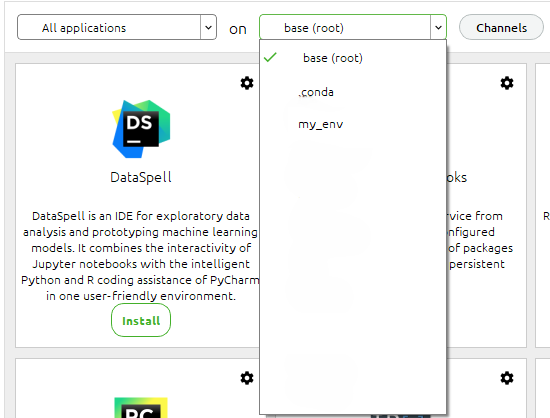 All applications
on
base (root)
Channels
base (root)
.conda
my_env
DS
DataSpell
DataSpell is an IDE for exploratory data
analysis and prototyping machine learning
models. It combines the interactivity of
Jupyter notebooks with the intelligent
Python and R coding assistance of PyCharm
in one user-friendly environment.
Install
oks
vice from
nfigured
of packages
persistent
R
PC